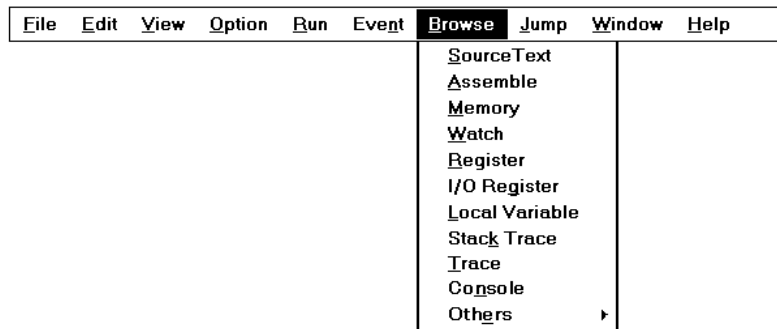 File Edit View Option Run Event Browse Jump Window Help
SourceText
Assemble
Memory
Watch
Register
I/O Register
Local Variable
Stack Trace
Trace
Console
Others